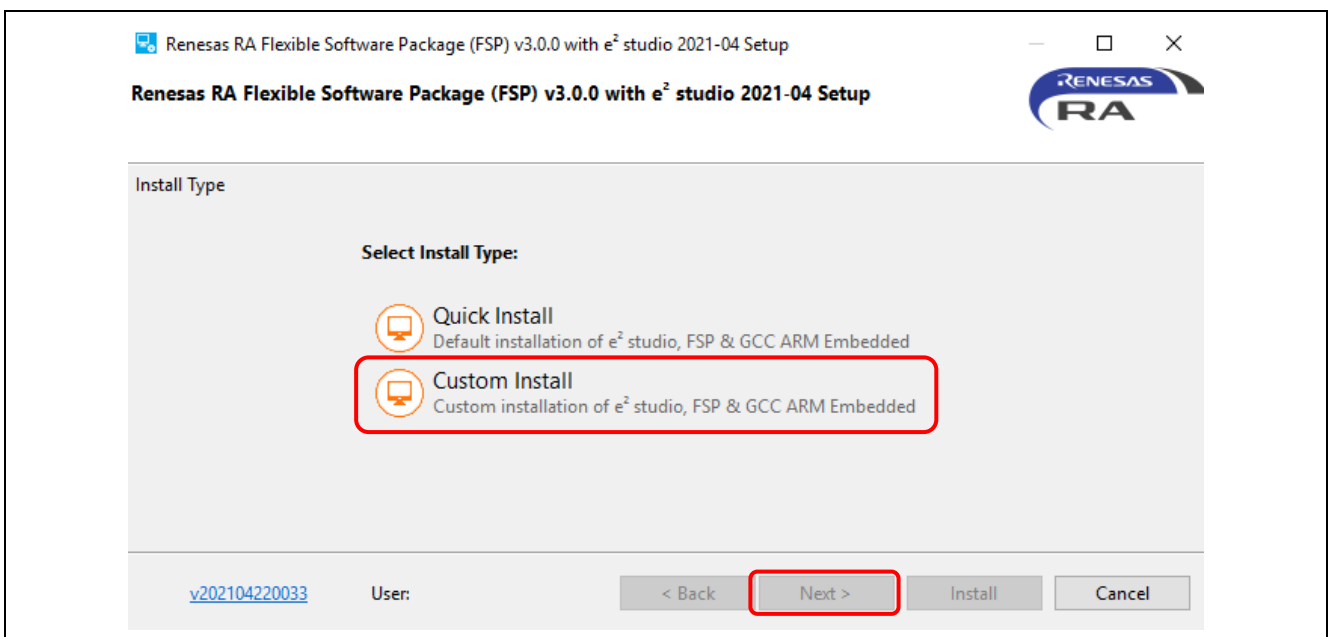 Renesas RA Flexible Software Package (FSP) v3.0.0 with e² studio 2021-04 Setup
Renesas RA Flexible Software Package (FSP) v3.0.0 with e² studio 2021-04 Setup
RENESAS
RA
Install Type
Select Install Type:
Quick Install
Default installation of e² studio, FSP & GCC ARM Embedded
Custom Install
Custom installation of e² studio, FSP & GCC ARM Embedded
v202104220033 User: < Back Next > Install Cancel